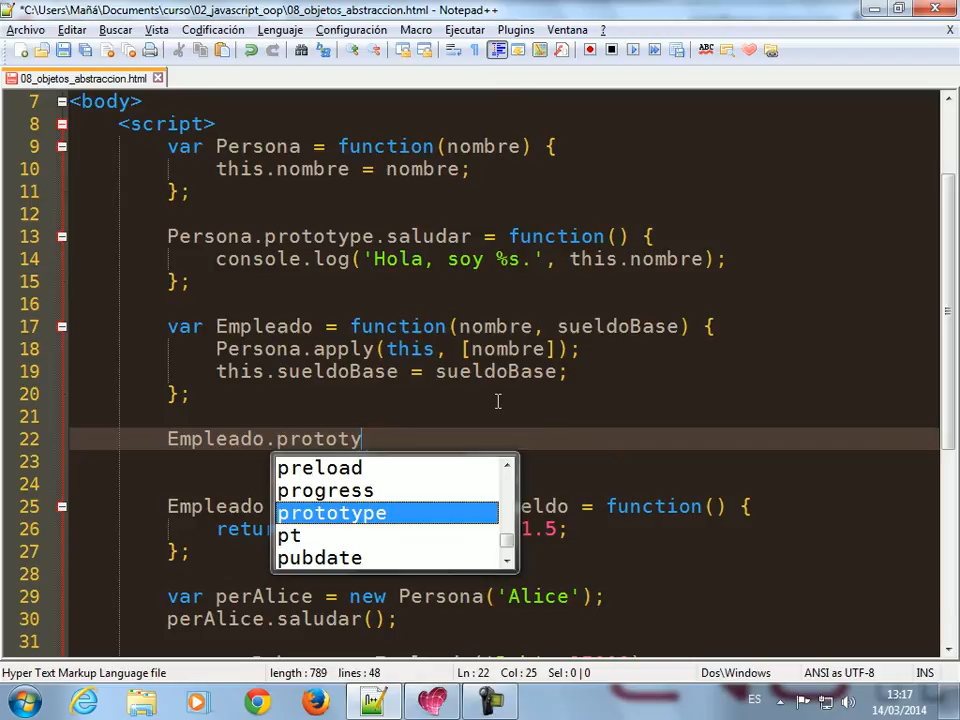 *C:\Users\Mañá\Documents\curso\02_javascript_oop\08_objetos_abstraccion.html - Notepad++
Archivo Editar Buscar Vista Codificación Lenguaje Configuración Macro Ejecutar Plugins Ventana ? X
08_objetos_abstraccion.html
7 <body>
8 <script>
9 var Persona = function(nombre) {
10 this.nombre = nombre;
11 };
12
13 Persona.prototype.saludar = function() {
14 console.log('Hola, soy %s.', this.nombre);
15 };
16
17 var Empleado = function(nombre, sueldoBase) {
18 Persona.apply(this, [nombre]);
19 this.sueldoBase = sueldoBase;
20 };
21
22 Empleado.prototy
23
preload
progress
prototype
pt
pubdate
25 Empleado eldo = function() {
26 retu 1.5;
27 };
28
29 var perAlice = new Persona('Alice');
30 perAlice.saludar();
31
Hyper Text Markup Language file length : 789 lines : 48 Ln : 22 Col : 25 Sel : 0 | 0 Dos\Windows ANSI as UTF-8 INS
ES 13:17
14/03/2014